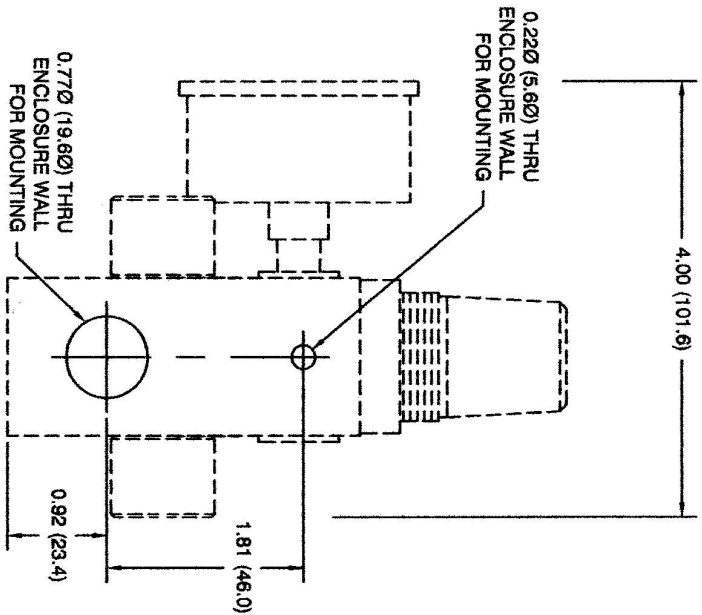 0.22Ø (5.6Ø) THRU
ENCLOSURE WALL
FOR MOUNTING
4.00 (101.6)
0.77Ø (19.6Ø) THRU
ENCLOSURE WALL
FOR MOUNTING
1.81 (46.0)
0.92 (23.4)